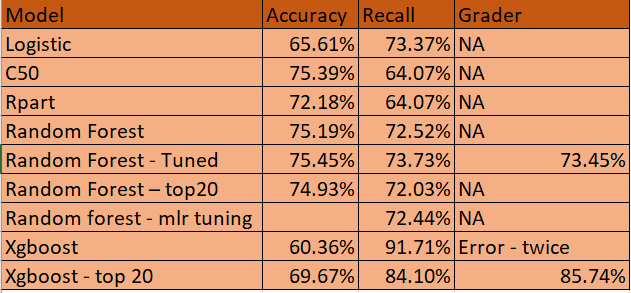 Model Accuracy Recall Grader
Logistic 65.61% 73.37% NA
C50 75.39% 64.07% NA
Rpart 72.18% 64.07% NA
Random Forest 75.19% 72.52% NA
Random Forest - Tuned 75.45% 73.73% 73.45%
Random Forest – top20 74.93% 72.03% NA
Random forest - mlr tuning 72.44% NA
Xgboost 60.36% 91.71% Error - twice
Xgboost - top 20 69.67% 84.10% 85.74%